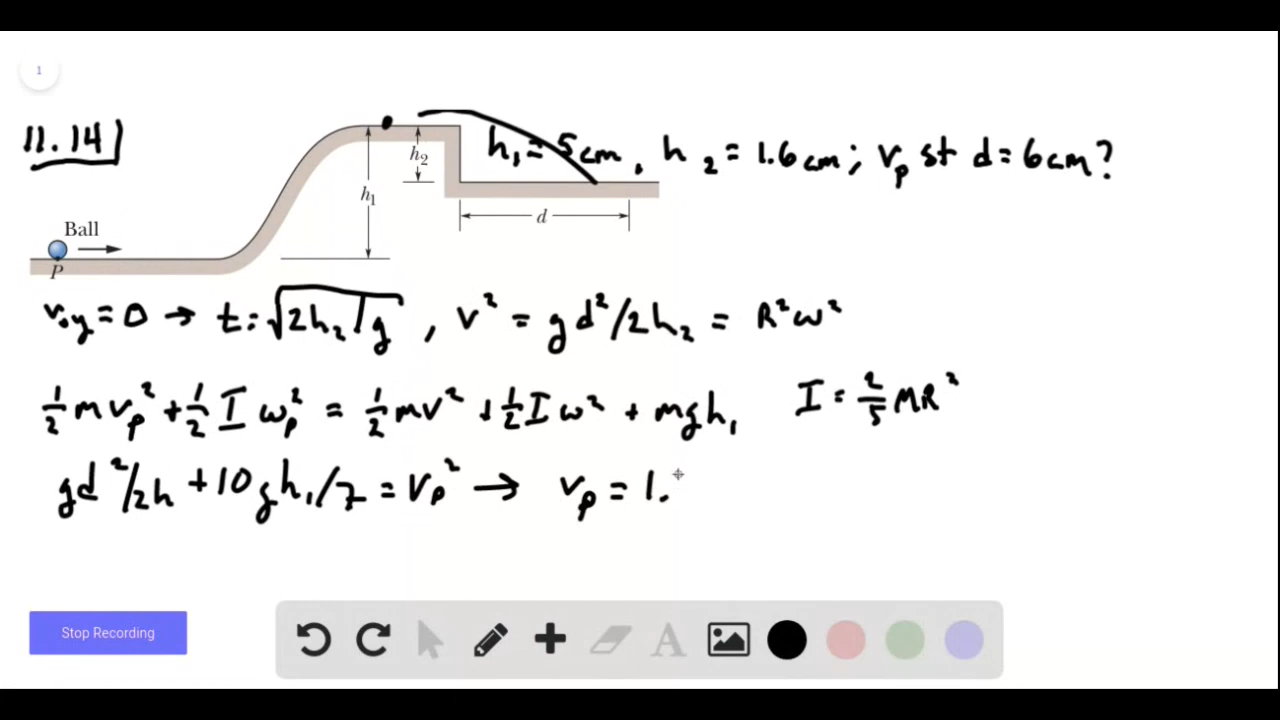 1
11.14
h₁ = 5cm, h₂ = 1.6cm; vₚ st d = 6cm?
h₂
h₁
d
Ball
P
v₀y = 0 → t = √2h₂/g, v² = gd²/2h₂ = R²ω²
½mvₚ² + ½Iωₚ² = ½mv² + ½Iω² + mgh₁ I = 2/5 MR²
gd²/2h + 10gh₁/7 = vₚ² → vₚ = 1.
Stop Recording
A